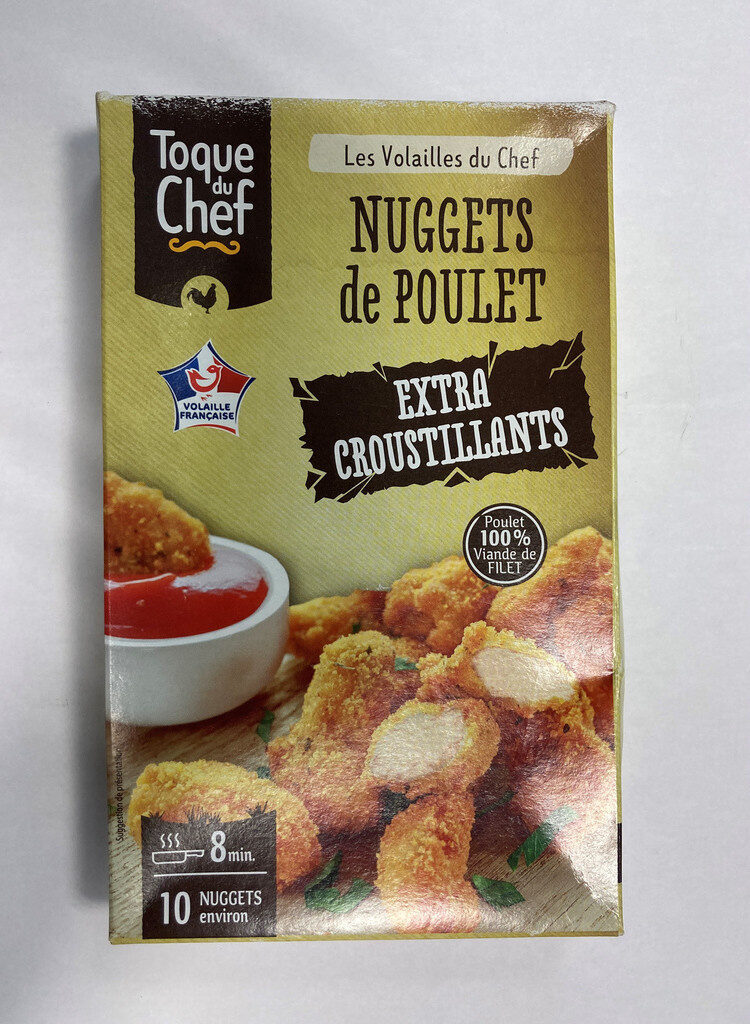 Toque
du
Chef
Les Volailles du Chef
NUGGETS
de POULET
VOLAILLE
FRANÇAISE
EXTRA
CROUSTILLANTS
Poulet
100%
Viande de
FILET
Suggestion de présentation
8 min.
10 NUGGETS
environ